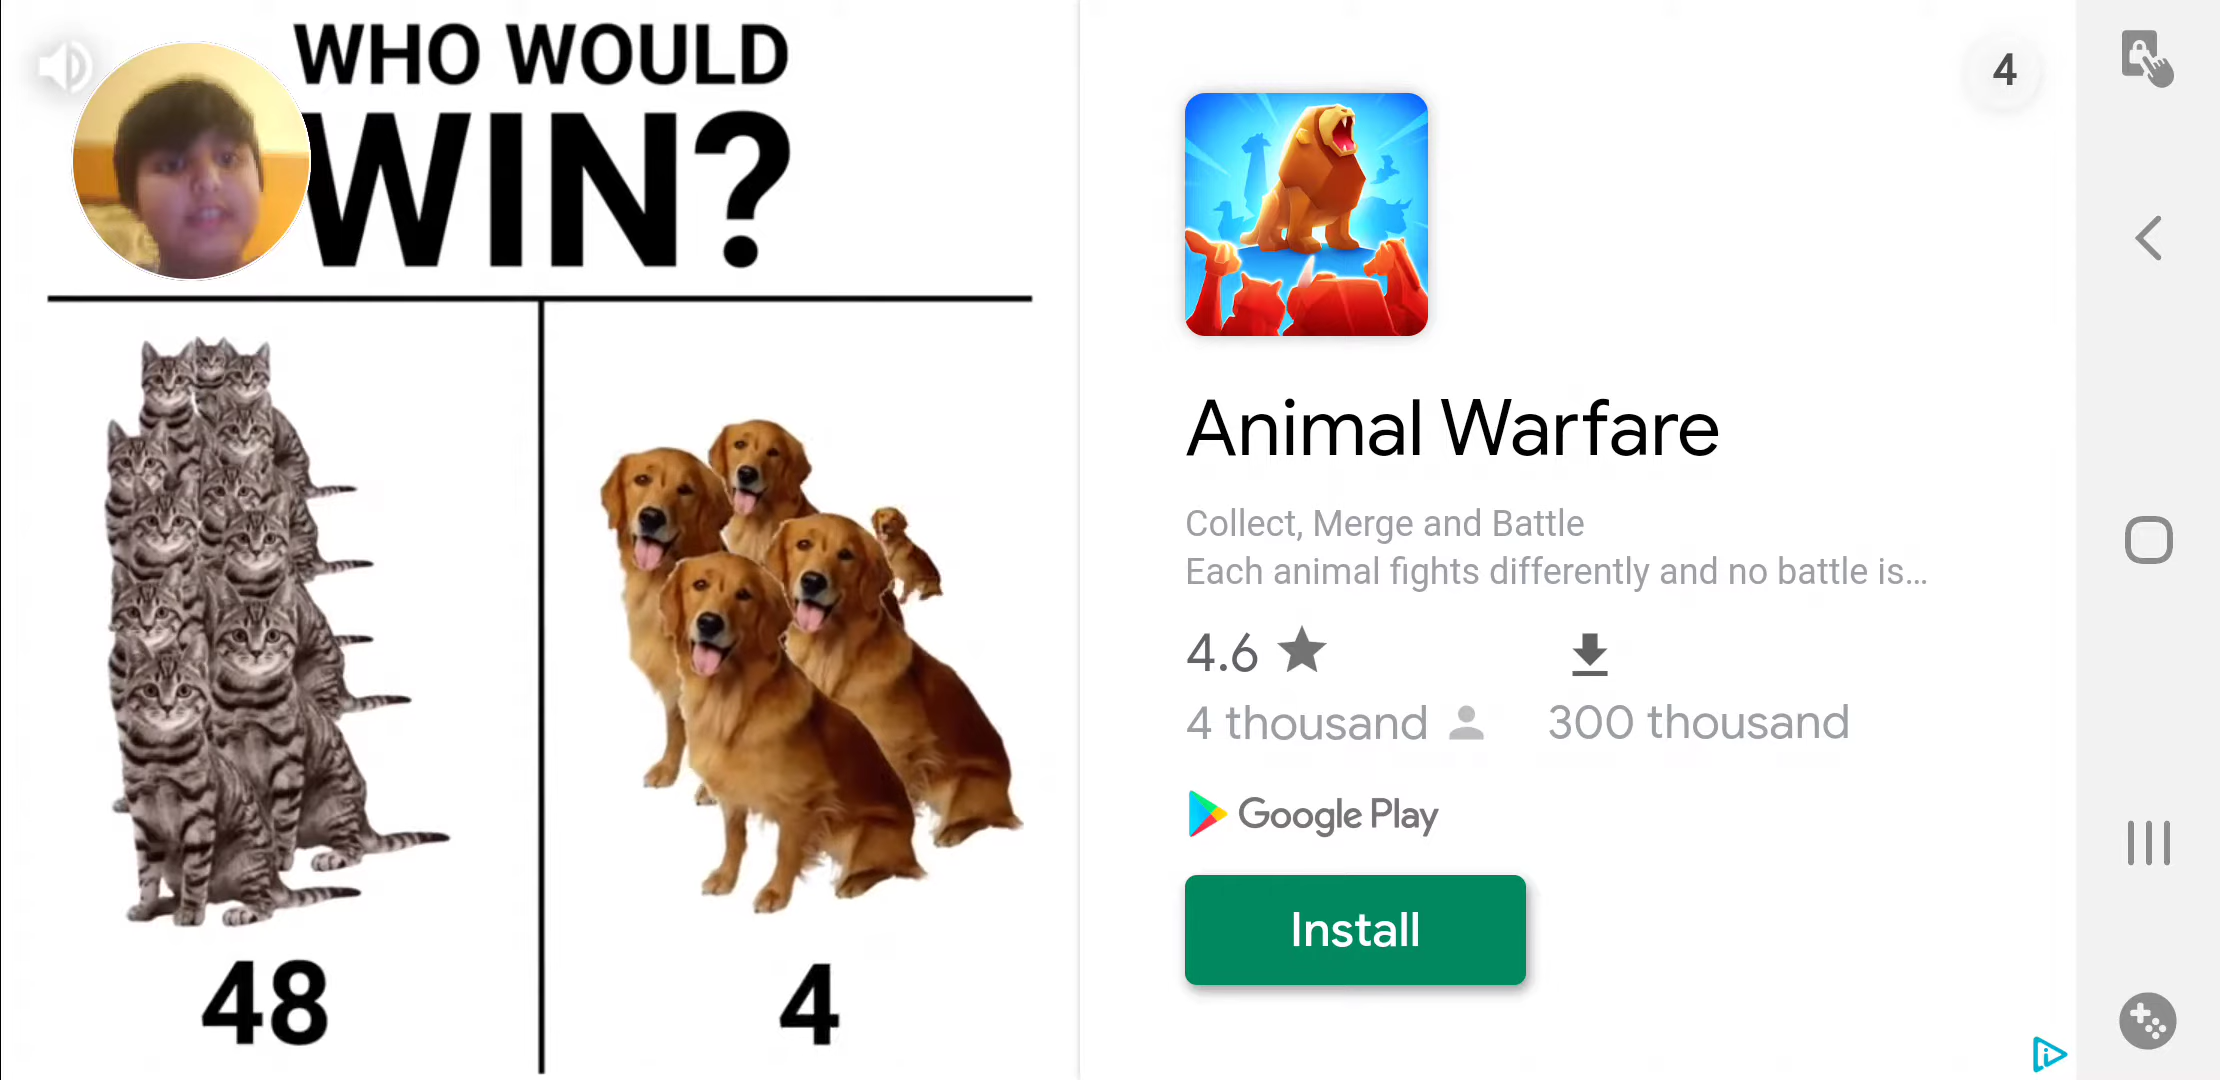 WHO WOULD
WIN?
48
4
4
Animal Warfare
Collect, Merge and Battle
Each animal fights differently and no battle is...
4.6
4 thousand
300 thousand
Google Play
Install